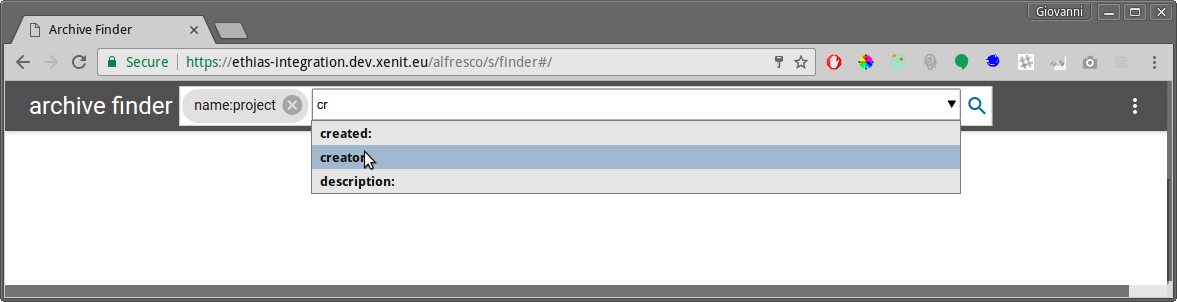 Giovanni
Archive Finder
Secure https://ethias-integration.dev.xenit.eu/alfresco/s/finder#/
archive finder name:project cr
created:
creator
description: